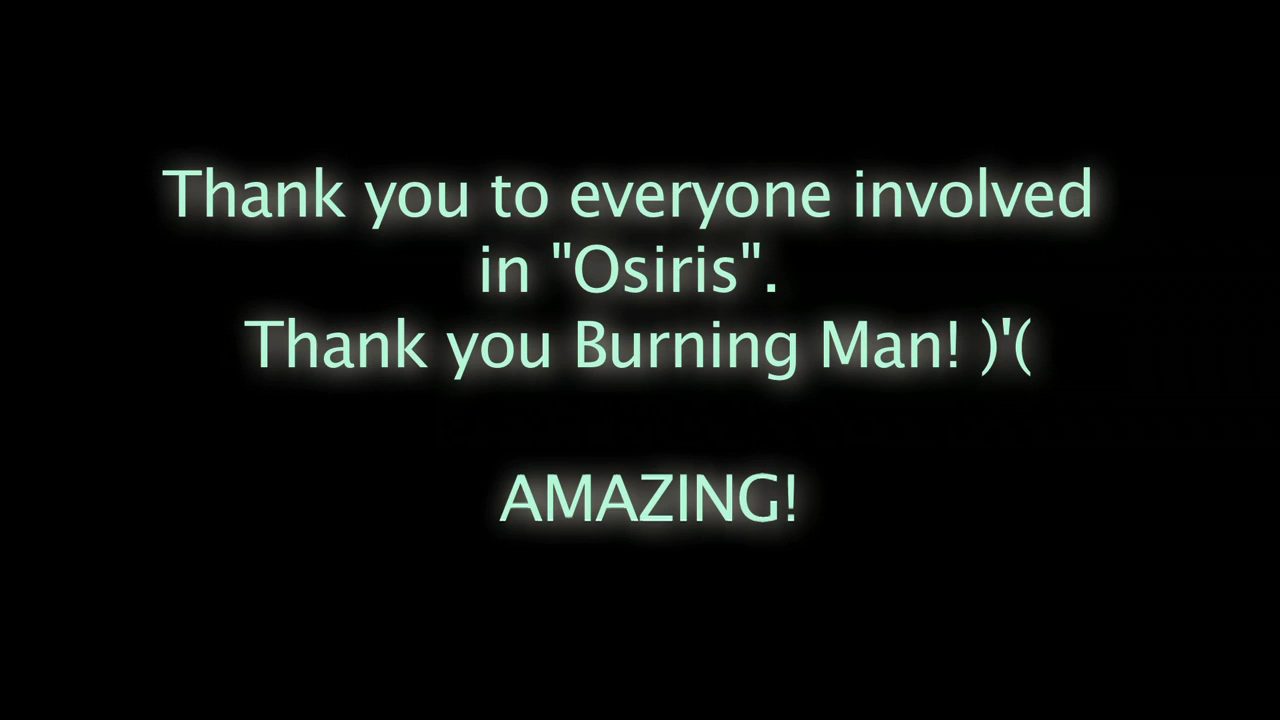 Thank you to everyone involved
in "Osiris".
Thank you Burning Man! )'(
AMAZING!